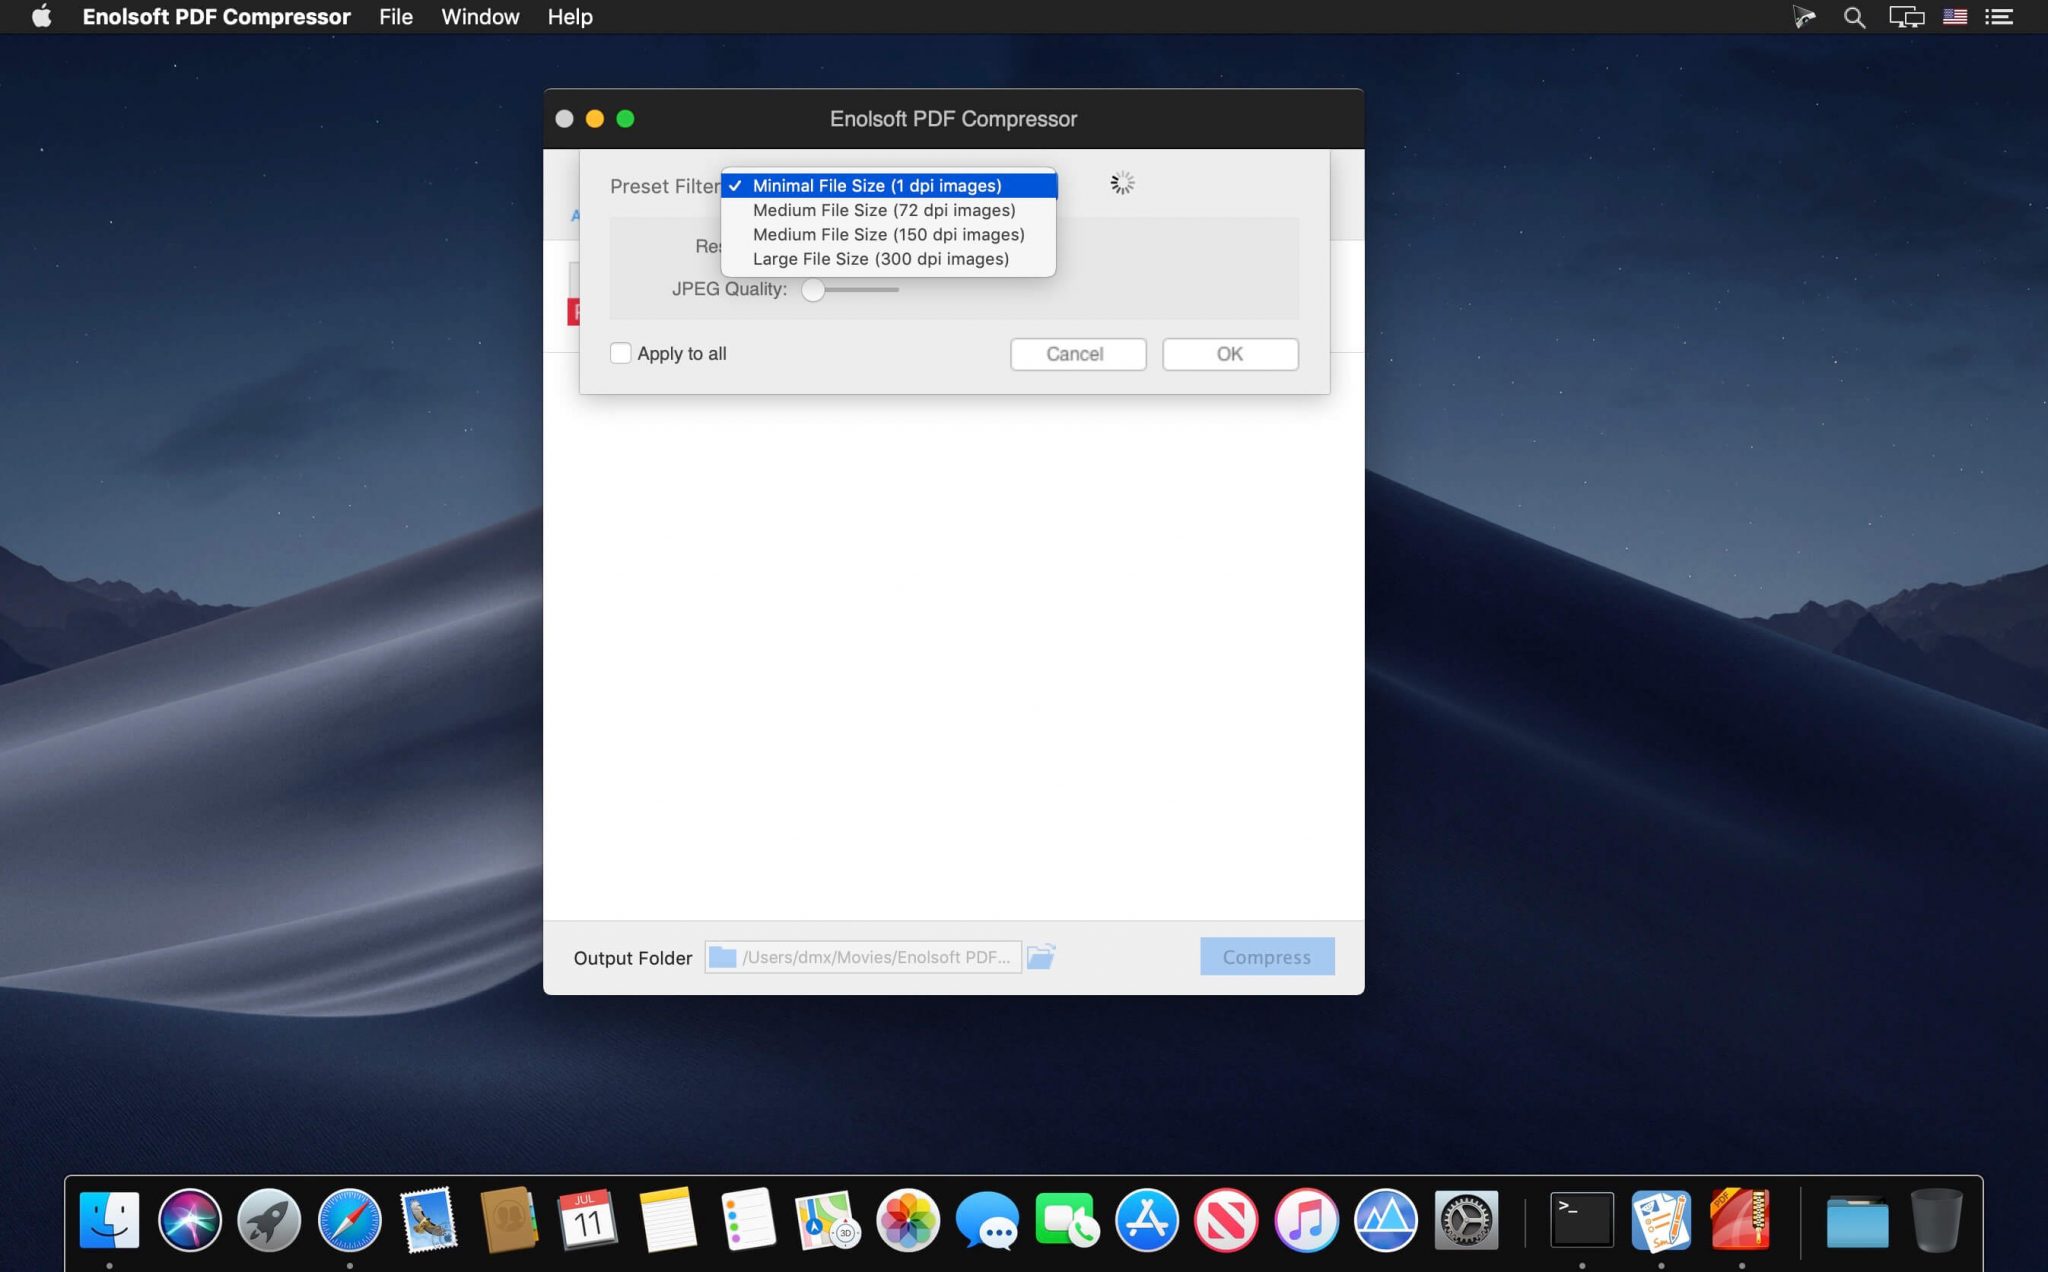 Enolsoft PDF Compressor File Window Help
Enolsoft PDF Compressor
Preset Filter
✓ Minimal File Size (1 dpi images)
Medium File Size (72 dpi images)
Medium File Size (150 dpi images)
Large File Size (300 dpi images)
A
Res
JPEG Quality:
Apply to all
Cancel
OK
Output Folder
/Users/dmx/Movies/Enolsoft PDF...
Compress
JUL
11
3D
>_
PDF